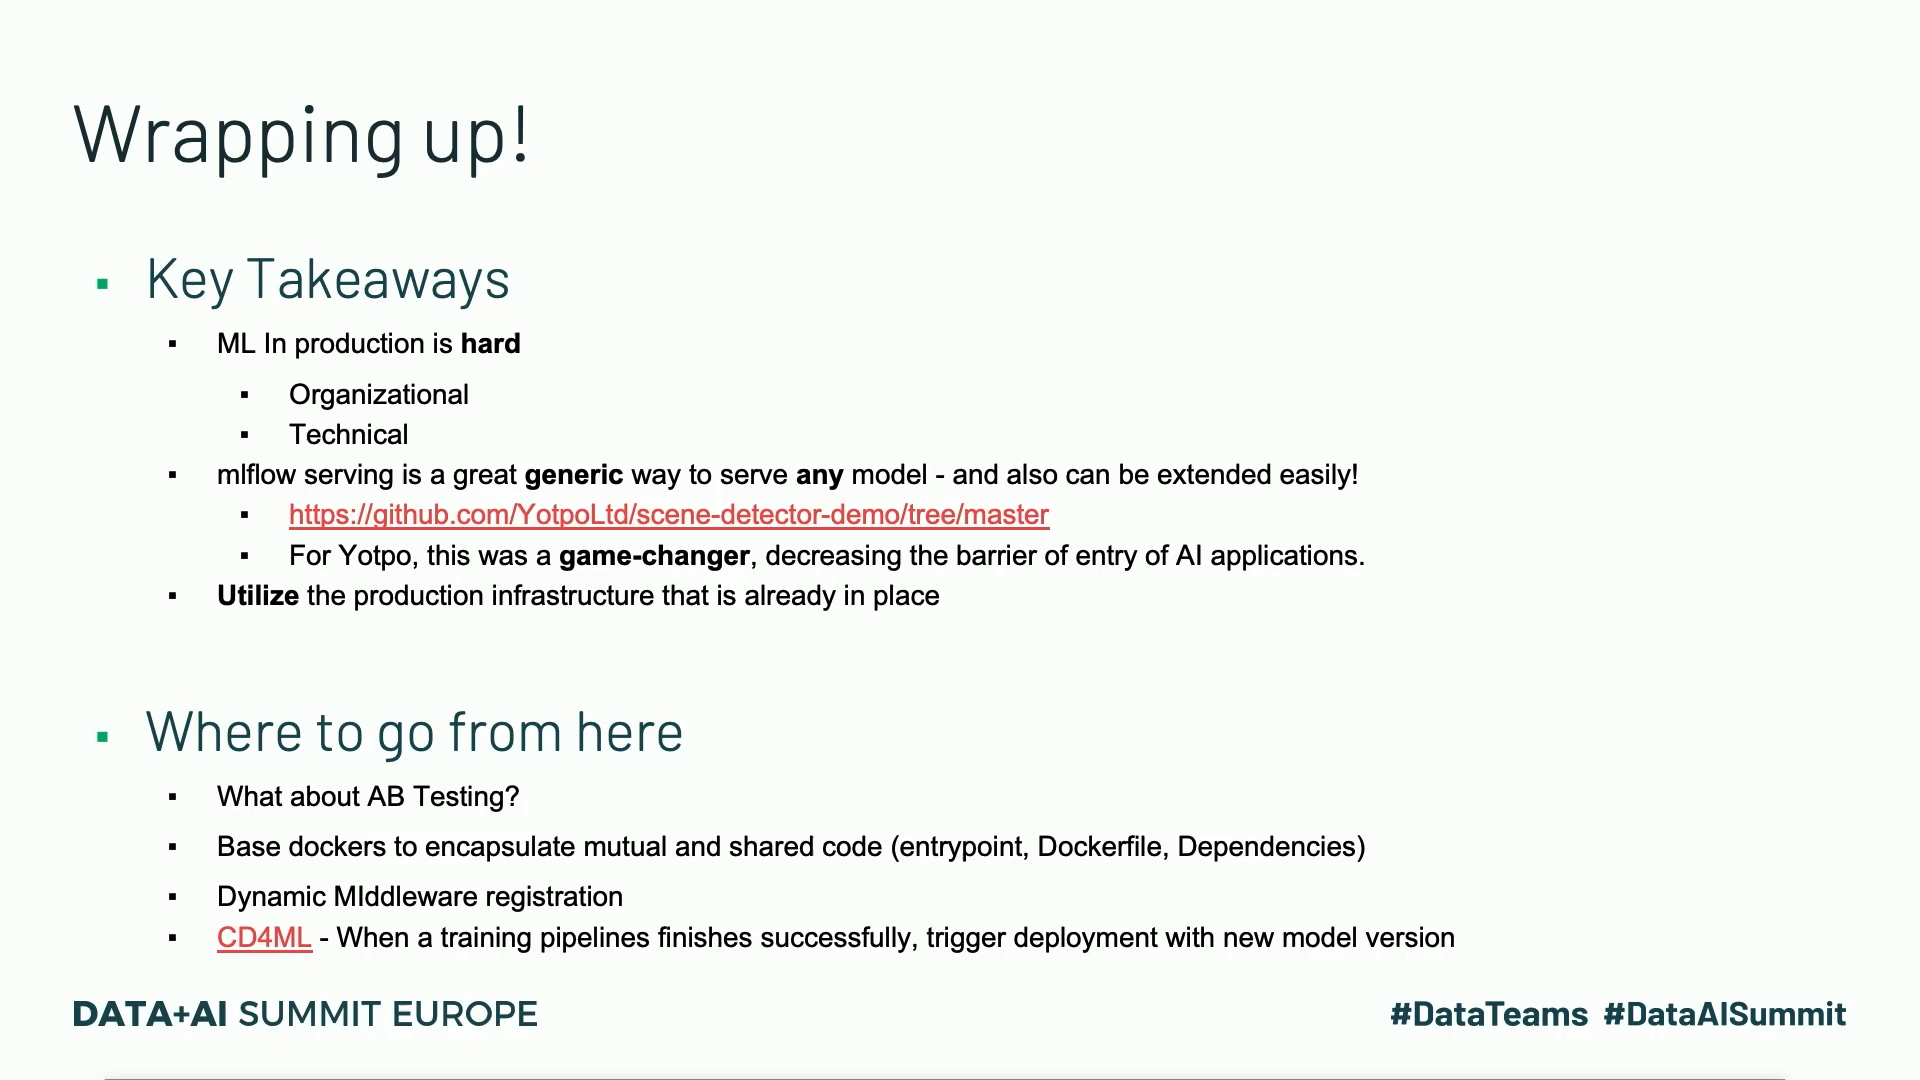 Wrapping up!
Key Takeaways
ML In production is hard
Organizational
Technical
mlflow serving is a great generic way to serve any model - and also can be extended easily!
https://github.com/YotpoLtd/scene-detector-demo/tree/master
For Yotpo, this was a game-changer, decreasing the barrier of entry of AI applications.
Utilize the production infrastructure that is already in place
Where to go from here
What about AB Testing?
Base dockers to encapsulate mutual and shared code (entrypoint, Dockerfile, Dependencies)
Dynamic MIddleware registration
CD4ML - When a training pipelines finishes successfully, trigger deployment with new model version
DATA+AI SUMMIT EUROPE
#DataTeams #DataAISummit